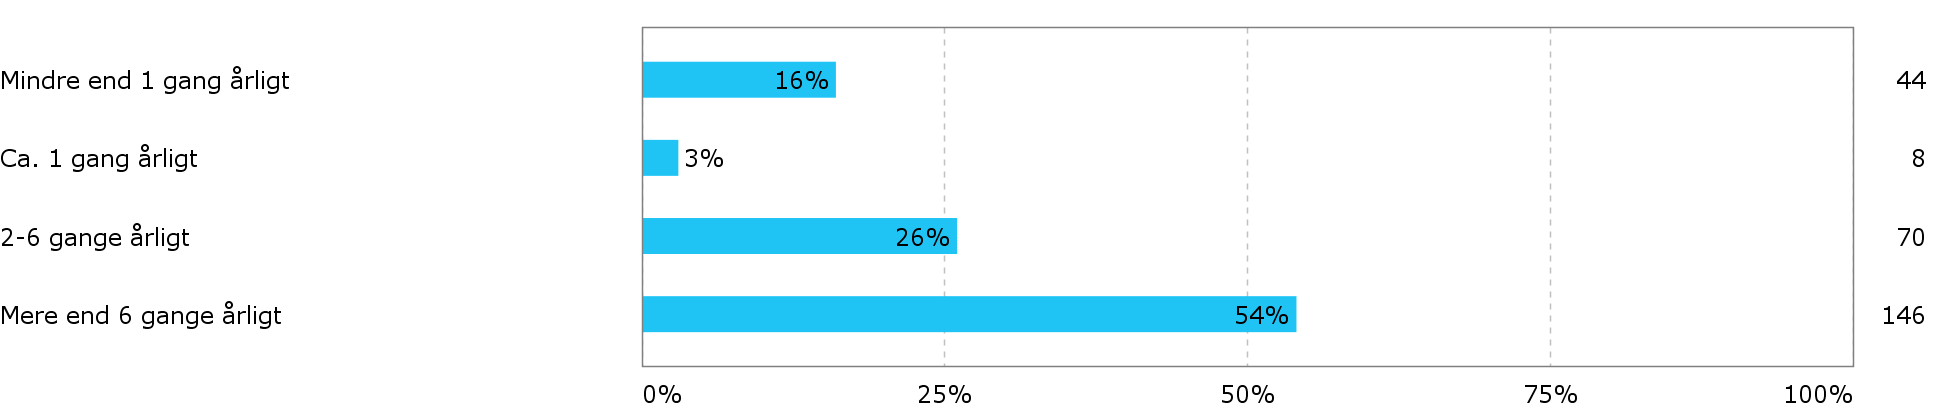 Mindre end 1 gang årligt 16% 44
Ca. 1 gang årligt 3% 8
2-6 gange årligt 26% 70
Mere end 6 gange årligt 54% 146
0% 25% 50% 75% 100%